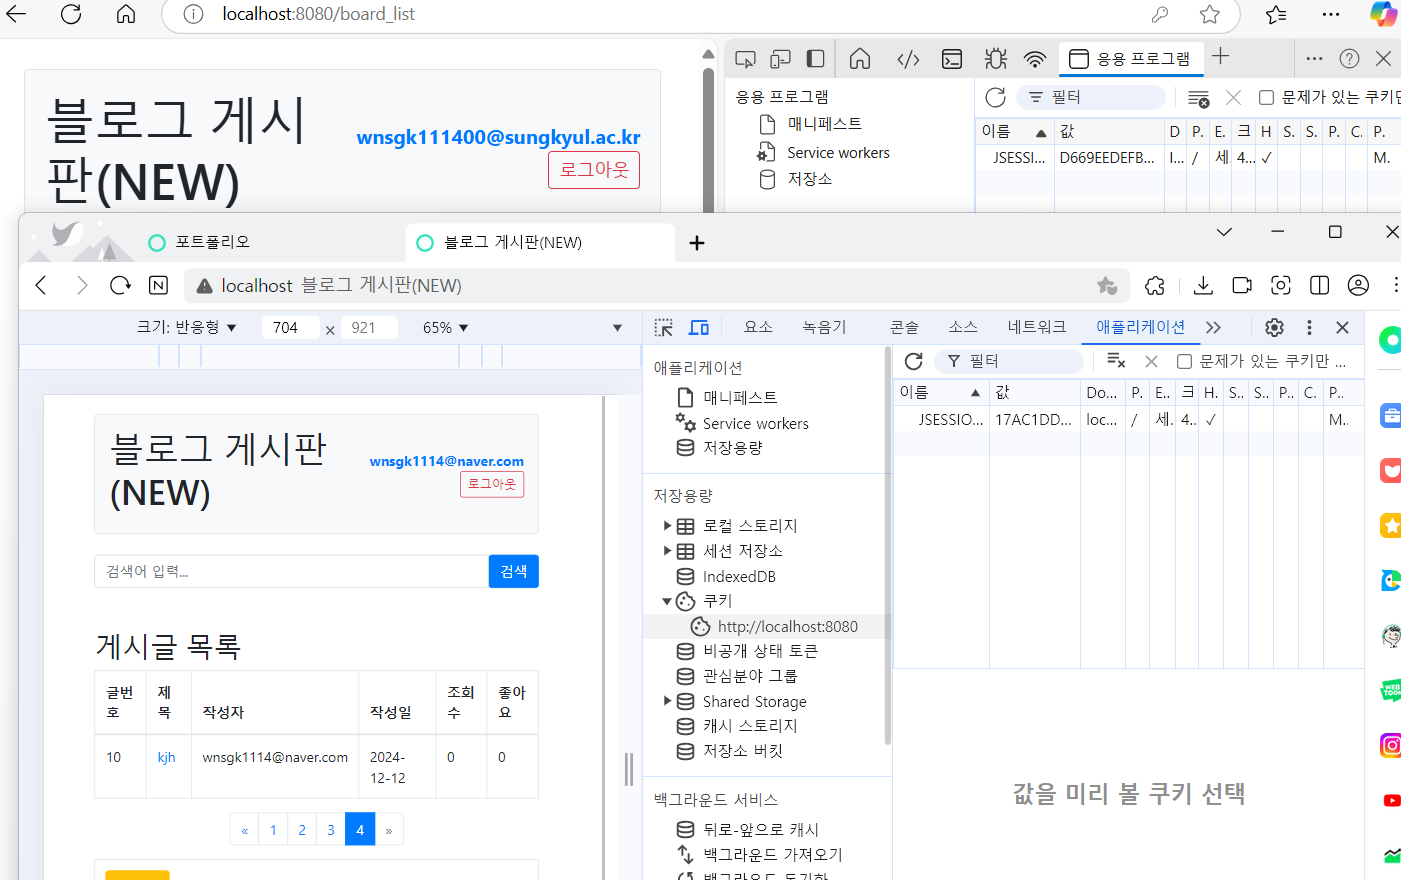 localhost:8080/board_list
블로그 게시
판(NEW)
wnsgk111400@sungkyul.ac.kr
로그아웃
응용 프로그램
응용 프로그램
매니페스트
Service workers
저장소
필터
문제가 있는 쿠키만
이름 값 D P. E. 크 H S. S. P. C. P.
JSESSI... D669EEDEFB... l... / 세. 4... ✓ M.
포트폴리오
블로그 게시판(NEW)
localhost 블로그 게시판(NEW)
크기: 반응형 704 x 921 65%
요소 녹음기 콘솔 소스 네트워크 애플리케이션
블로그 게시판
(NEW)
wnsgk1114@naver.com
로그아웃
검색어 입력... 검색
게시글 목록
글번호 제목 작성자 작성일 조회수 좋아요
10 kjh wnsgk1114@naver.com 2024-12-12 0 0
« 1 2 3 4 »
애플리케이션
매니페스트
Service workers
저장용량
저장용량
로컬 스토리지
세션 저장소
IndexedDB
쿠키
http://localhost:8080
비공개 상태 토큰
관심분야 그룹
Shared Storage
캐시 스토리지
저장소 버킷
백그라운드 서비스
뒤로-앞으로 캐시
백그라운드 가져오기
백그라운드 동기화
필터
문제가 있는 쿠키만 ...
이름 값 Do... P. E.. 크 H. S.. S.. P.. C. P..
JSESSIO... 17AC1DD... loc... / 세. 4.. ✓ M..
값을 미리 볼 쿠키 선택
WEB
TOON